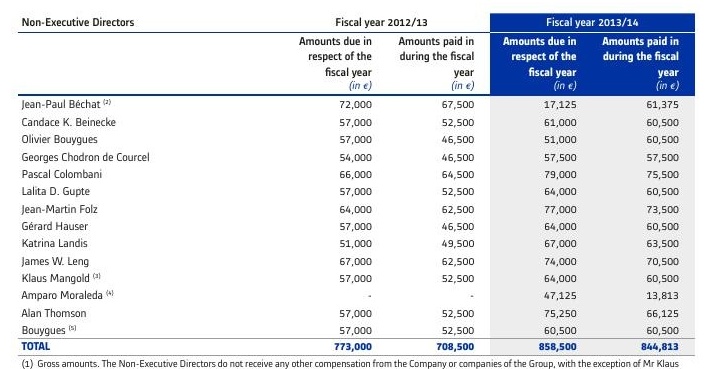 Non-Executive Directors Fiscal year 2012/13 Fiscal year 2013/14
Amounts due in respect of the fiscal year (in €) Amounts paid in during the fiscal year (in €) Amounts due in respect of the fiscal year (in €) Amounts paid in during the fiscal year (in €)
Jean-Paul Béchat (2) 72,000 67,500 17,125 61,375
Candace K. Beinecke 57,000 52,500 61,000 60,500
Olivier Bouygues 57,000 46,500 51,000 60,500
Georges Chodron de Courcel 54,000 46,500 57,500 57,500
Pascal Colombani 66,000 64,500 79,000 75,500
Lalita D. Gupte 57,000 52,500 64,000 60,500
Jean-Martin Folz 64,000 62,500 77,000 73,500
Gérard Hauser 57,000 46,500 64,000 60,500
Katrina Landis 51,000 49,500 67,000 63,500
James W. Leng 67,000 62,500 74,000 70,500
Klaus Mangold (3) 57,000 52,500 64,000 60,500
Amparo Moraleda (4) - - 47,125 13,813
Alan Thomson 57,000 52,500 75,250 66,125
Bouygues (5) 57,000 52,500 60,500 60,500
TOTAL 773,000 708,500 858,500 844,813
(1) Gross amounts. The Non-Executive Directors do not receive any other compensation from the Company or companies of the Group, with the exception of Mr Klaus